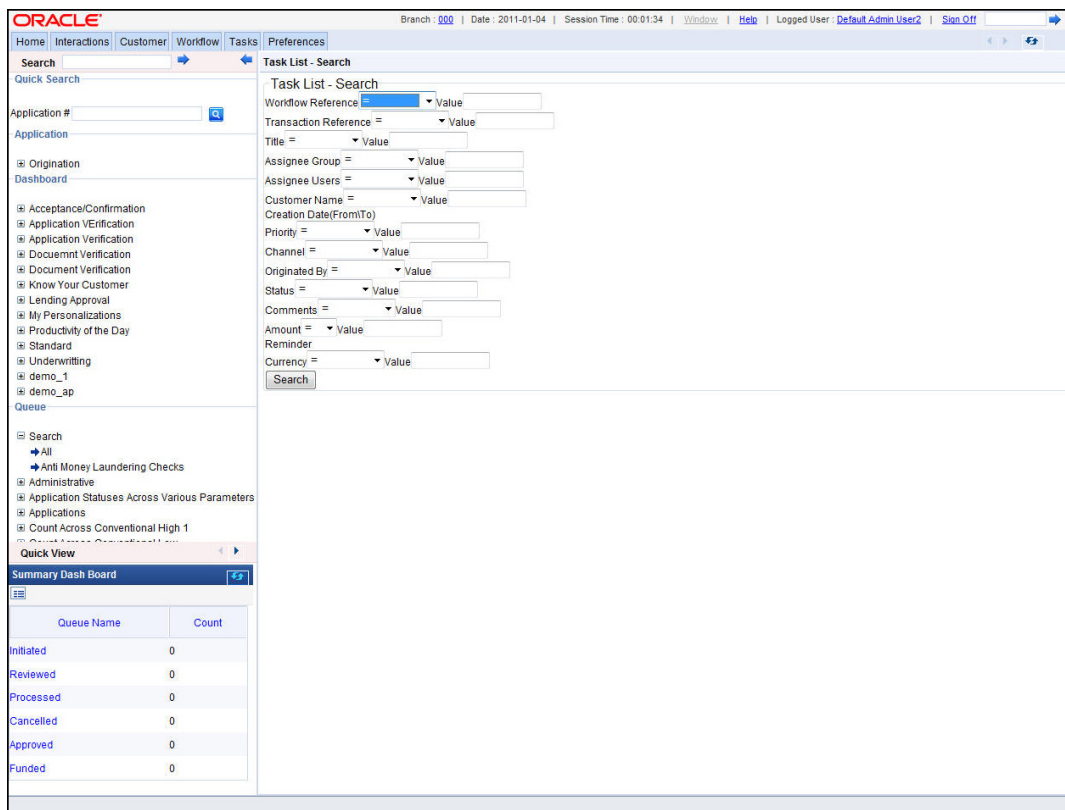 ORACLE
Branch : 000 | Date : 2011-01-04 | Session Time : 00:01:34 | Window | Help | Logged User : Default Admin User2 | Sign Off
Home Interactions Customer Workflow Tasks Preferences
Search
Quick Search
Application #
Application
Origination
Dashboard
Acceptance/Confirmation
Application VErification
Application Verification
Docuemnt Verification
Document Verification
Know Your Customer
Lending Approval
My Personalizations
Productivity of the Day
Standard
Underwritting
demo_1
demo_ap
Queue
Search
All
Anti Money Laundering Checks
Administrative
Application Statuses Across Various Parameters
Applications
Count Across Conventional High 1
Quick View
Summary Dash Board
Queue Name Count
Initiated 0
Reviewed 0
Processed 0
Cancelled 0
Approved 0
Funded 0
Task List - Search
Task List - Search
Workflow Reference = Value
Transaction Reference = Value
Title = Value
Assignee Group = Value
Assignee Users = Value
Customer Name = Value
Creation Date(From\To)
Priority = Value
Channel = Value
Originated By = Value
Status = Value
Comments = Value
Amount = Value
Reminder
Currency = Value
Search